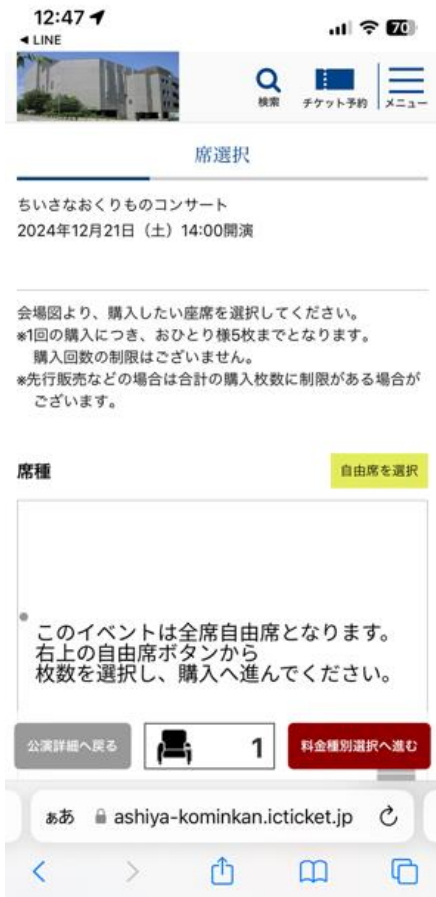 12:47
70
◀ LINE
検索
チケット予約
メニュー
席選択
ちいさなおくりものコンサート
2024年12月21日（土）14:00開演
会場図より、購入したい座席を選択してください。
※1回の購入につき、おひとり様5枚までとなります。
購入回数の制限はございません。
※先行販売などの場合は合計の購入枚数に制限がある場合が
ございます。
席種
自由席を選択
このイベントは全席自由席となります。
右上の自由席ボタンから
枚数を選択し、購入へ進んでください。
公演詳細へ戻る
1
料金種別選択へ進む
ぁあ
ashiya-kominkan.icticket.jp